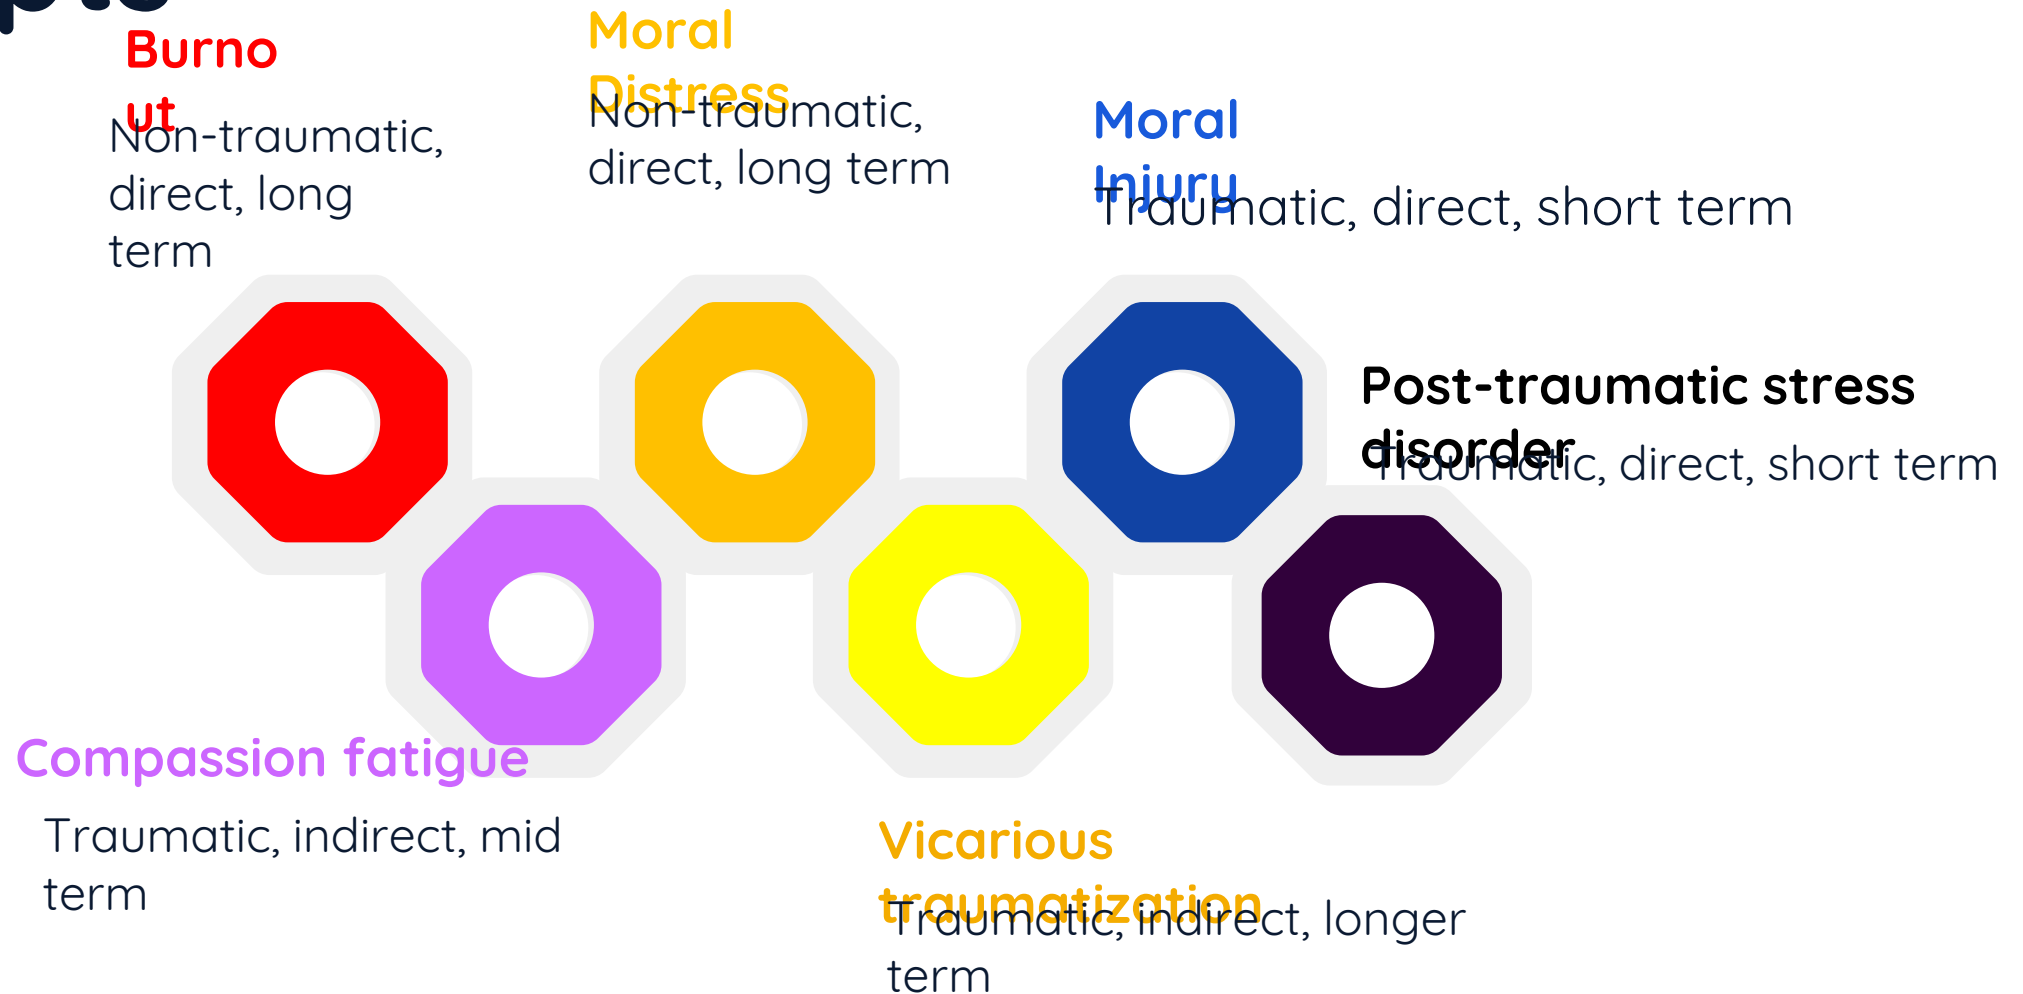 Burno
ut
Non-traumatic,
direct, long
term
Moral
Distress
Non-traumatic,
direct, long term
Moral
Injury
Traumatic, direct, short term
Post-traumatic stress
disorder
Traumatic, direct, short term
Compassion fatigue
Traumatic, indirect, mid
term
Vicarious
traumatization
Traumatic, indirect, longer
term